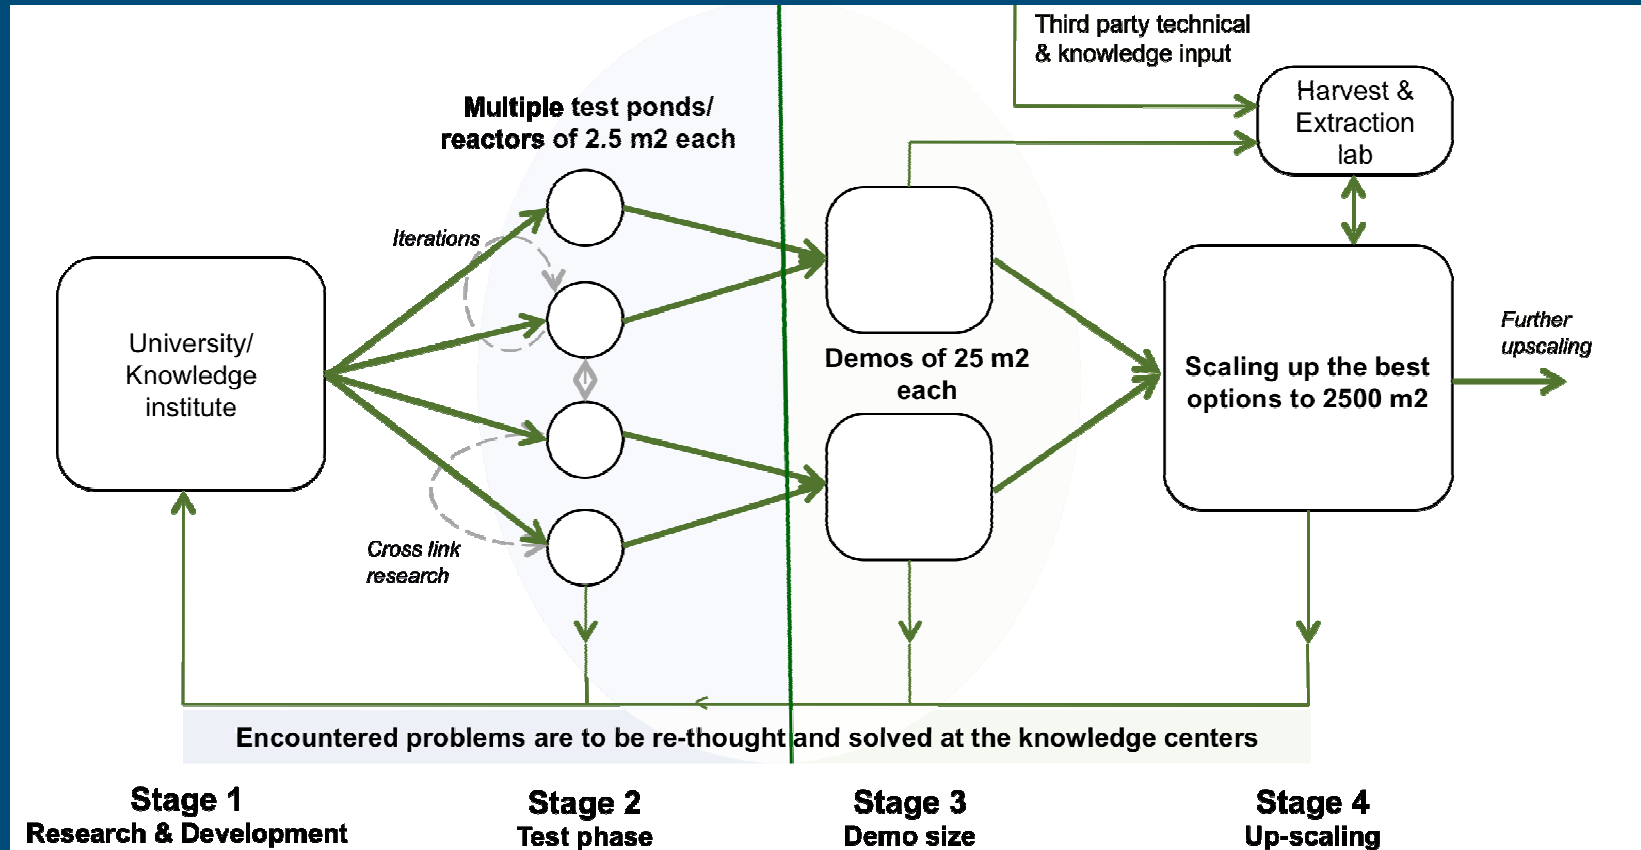 Third party technical
& knowledge input
Harvest &
Extraction
lab
Multiple test ponds/
reactors of 2.5 m2 each
Iterations
University/
Knowledge
institute
Demos of 25 m2
each
Scaling up the best
options to 2500 m2
Further
upscaling
Cross link
research
Encountered problems are to be re-thought and solved at the knowledge centers
Stage 1
Research & Development
Stage 2
Test phase
Stage 3
Demo size
Stage 4
Up-scaling